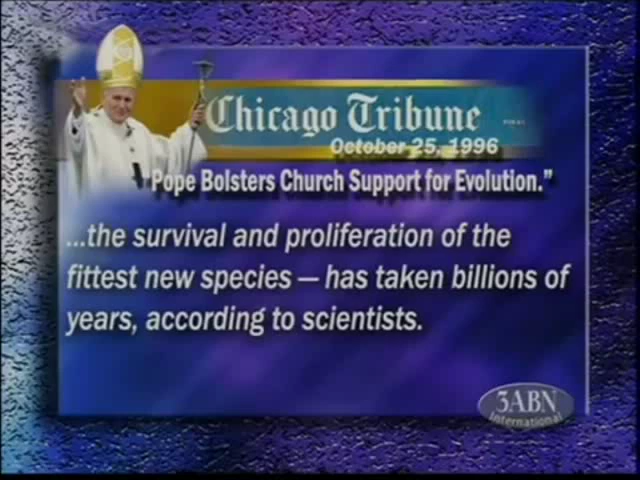 Chicago Tribune
October 25, 1996
"Pope Bolsters Church Support for Evolution."
...the survival and proliferation of the
fittest new species — has taken billions of
years, according to scientists.
3ABN
International